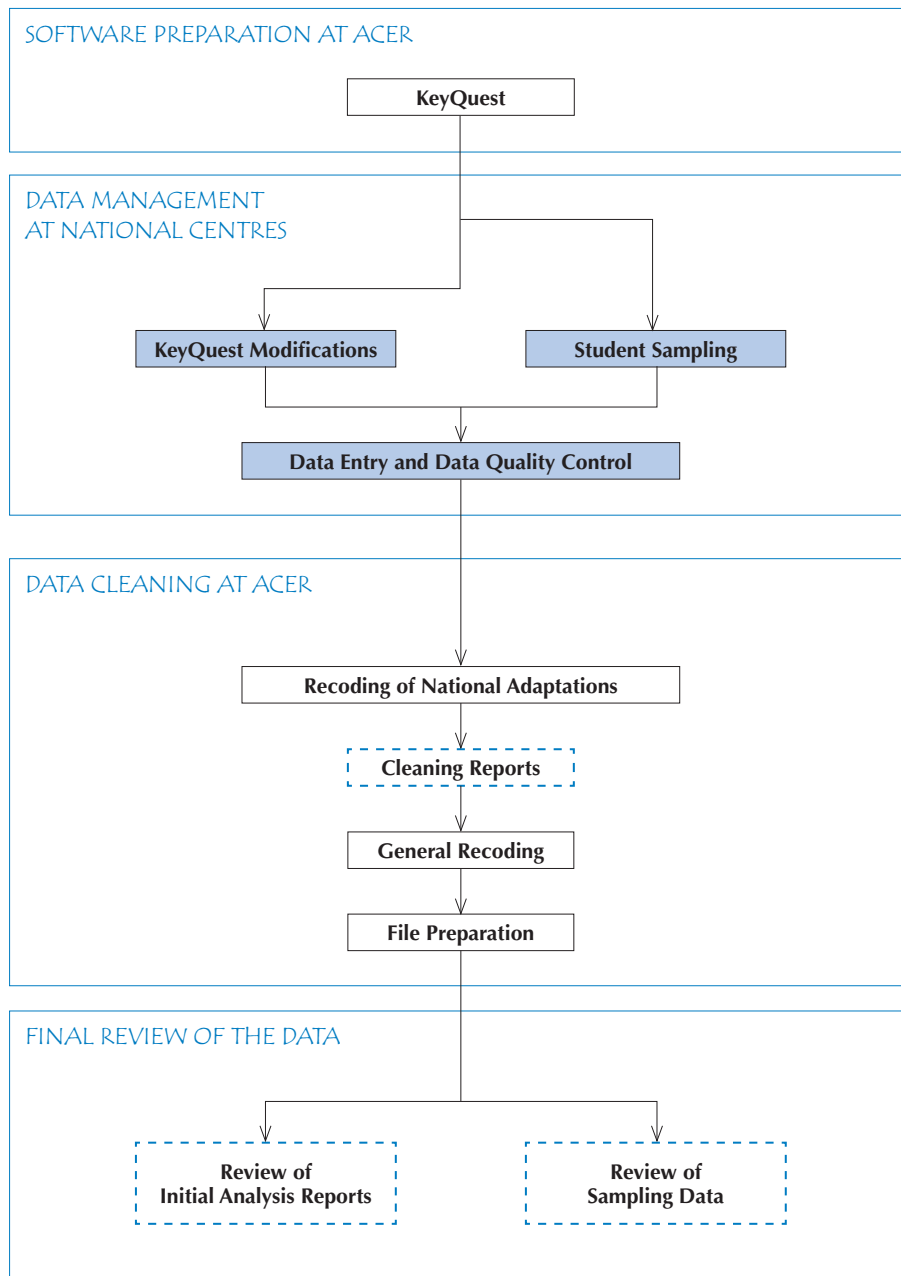 SOFTWARE PREPARATION AT ACER
KeyQuest
DATA MANAGEMENT
AT NATIONAL CENTRES
KeyQuest Modifications
Student Sampling
Data Entry and Data Quality Control
DATA CLEANING AT ACER
Recoding of National Adaptations
Cleaning Reports
General Recoding
File Preparation
FINAL REVIEW OF THE DATA
Review of
Initial Analysis Reports
Review of
Sampling Data